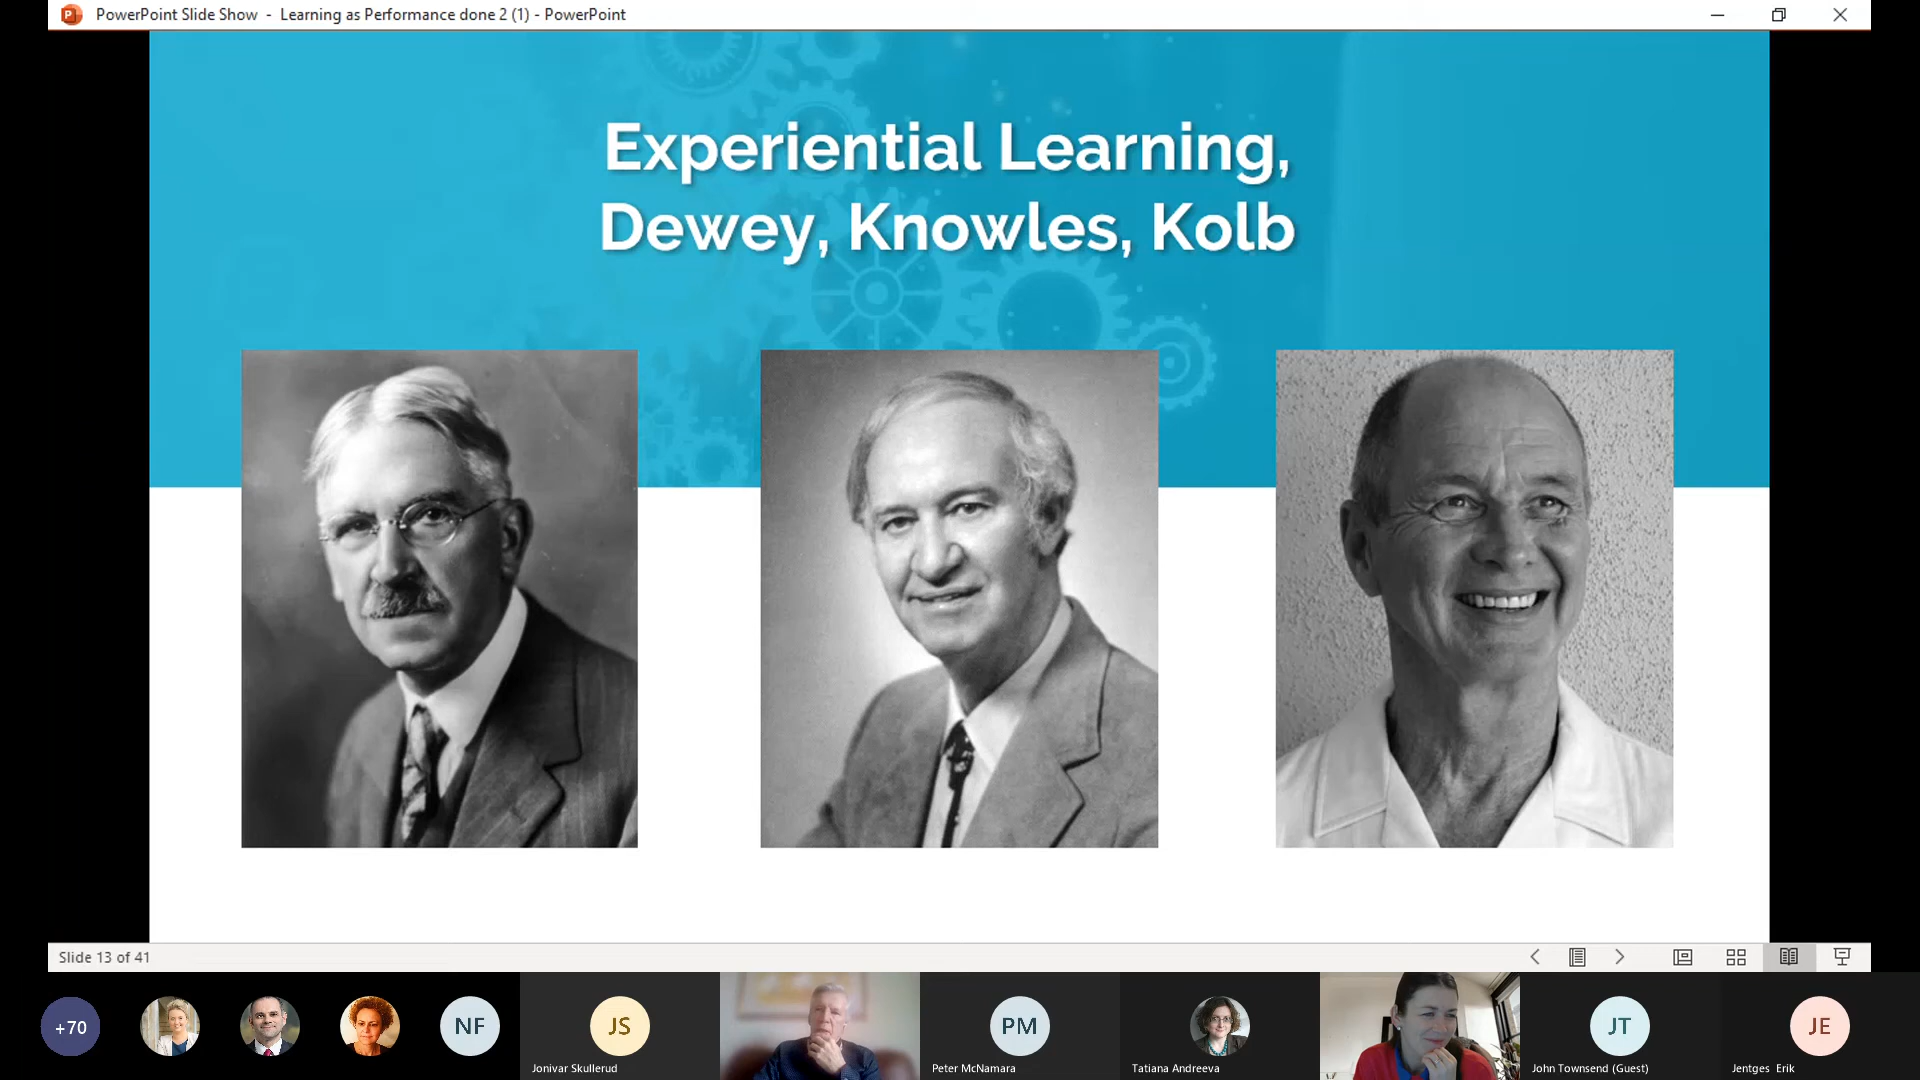 PowerPoint Slide Show - Learning as Performance done 2 (1) - PowerPoint
Experiential Learning,
Dewey, Knowles, Kolb
Slide 13 of 41
+70
NF
JS
Jonivar Skullerud
PM
Peter McNamara
Tatiana Andreeva
JT
John Townsend (Guest)
JE
Jentges Erik